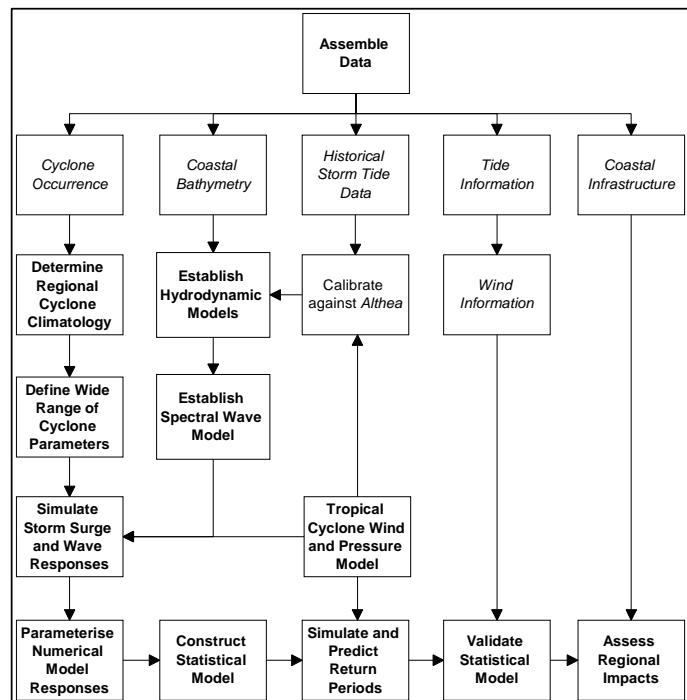 Assemble
Data
Cyclone
Occurrence
Coastal
Bathymetry
Historical
Storm Tide
Data
Tide
Information
Coastal
Infrastructure
Determine
Regional
Cyclone
Climatology
Establish
Hydrodynamic
Models
Calibrate
against Althea
Wind
Information
Define Wide
Range of
Cyclone
Parameters
Establish
Spectral Wave
Model
Simulate
Storm Surge
and Wave
Responses
Tropical
Cyclone Wind
and Pressure
Model
Parameterise
Numerical
Model
Responses
Construct
Statistical
Model
Simulate and
Predict
Return
Periods
Validate
Statistical
Model
Assess
Regional
Impacts